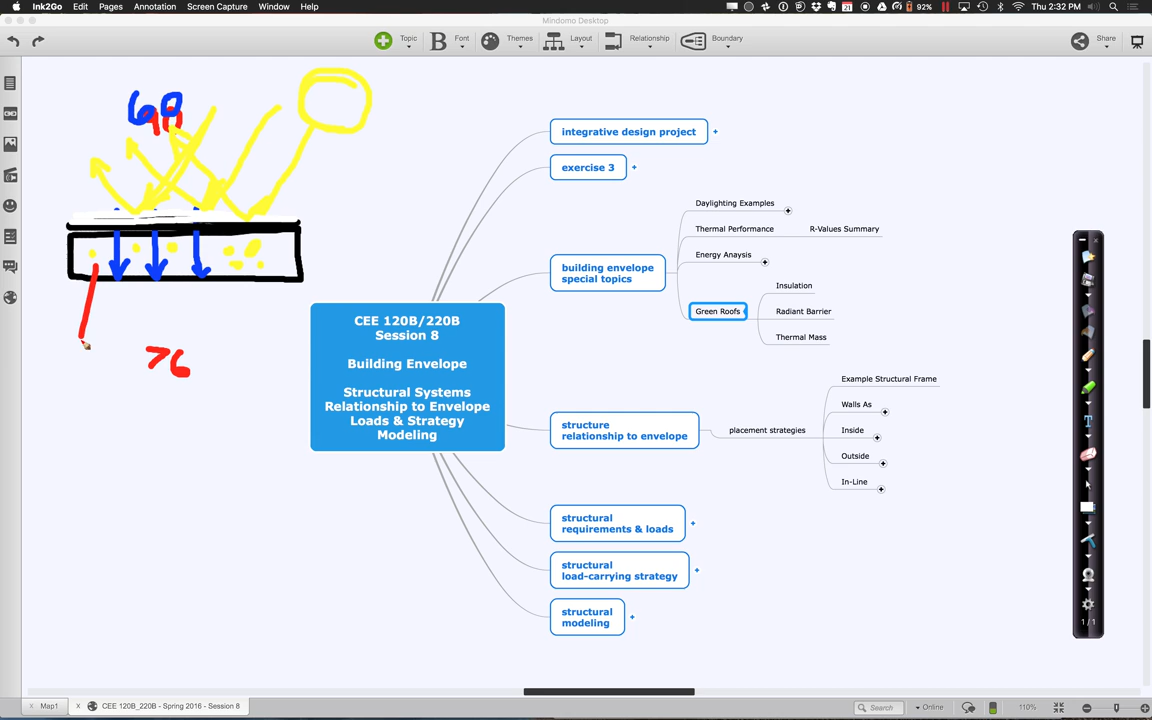 Ink2Go Edit Pages Annotation Screen Capture Window Help 21 92% Thu 2:32 PM
Mindomo Desktop
Topic B Font Themes Layout Relationship Boundary Share
60
90
76
CEE 120B/220B
Session 8
Building Envelope
Structural Systems
Relationship to Envelope
Loads & Strategy
Modeling
integrative design project
exercise 3
building envelope
special topics
Daylighting Examples
Thermal Performance R-Values Summary
Energy Anaysis
Green Roofs
Insulation
Radiant Barrier
Thermal Mass
structure
relationship to envelope
placement strategies
Example Structural Frame
Walls As
Inside
Outside
In-Line
structural
requirements & loads
structural
load-carrying strategy
structural
modeling
T
1 / 1
x Map1 x CEE 120B_220B - Spring 2016 - Session 8 Search Online 110%